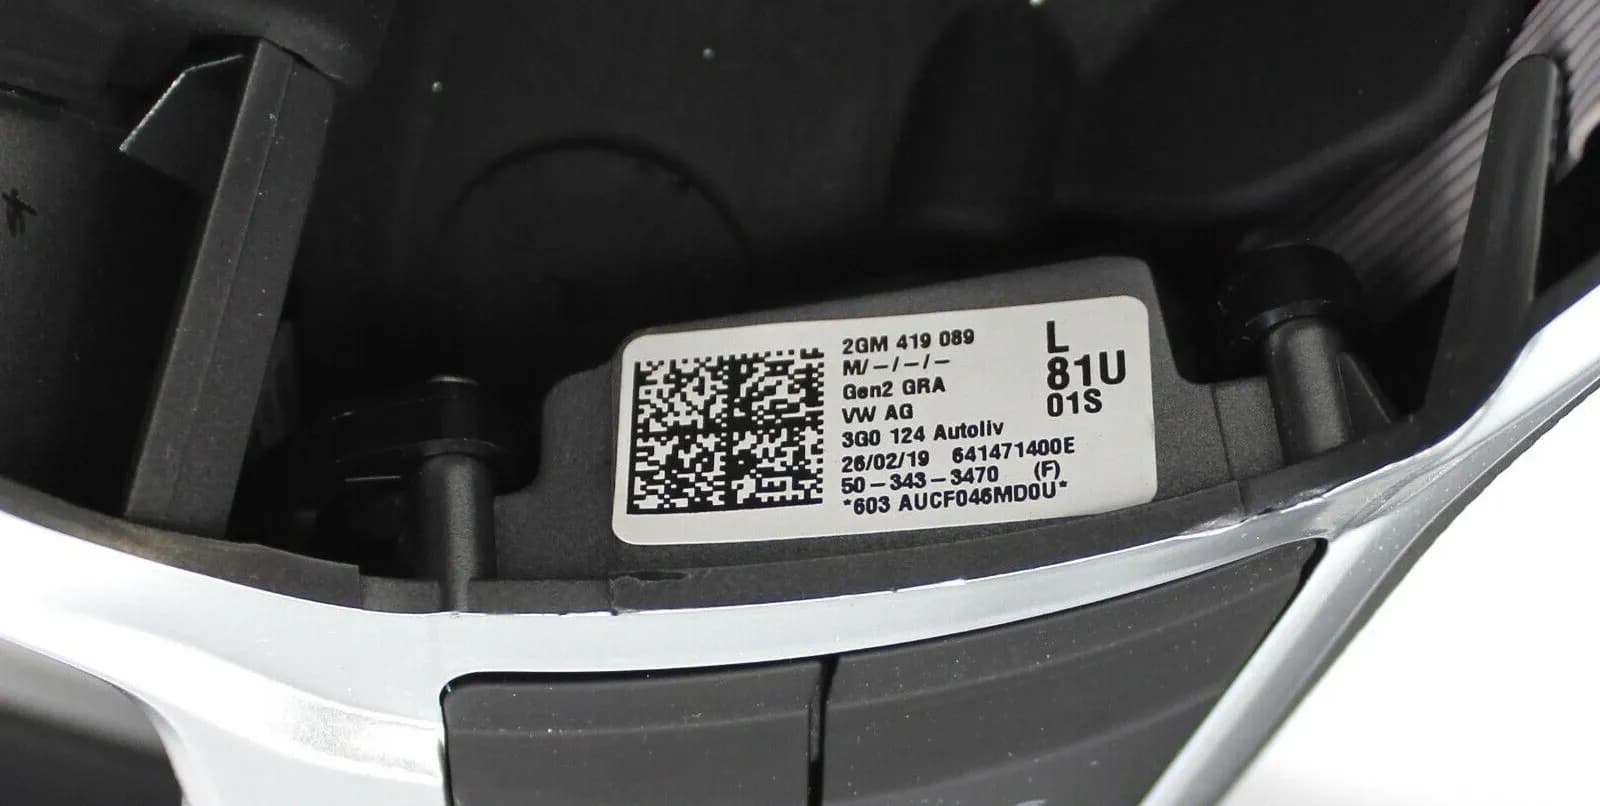 2GM 419 089
M/-/-/-
Gen2 GRA
VW AG
3G0 124 Autoliv
26/02/19 641471400E
50-343-3470 (F)
*603 AUCF046MD0U*
L
81U
01S